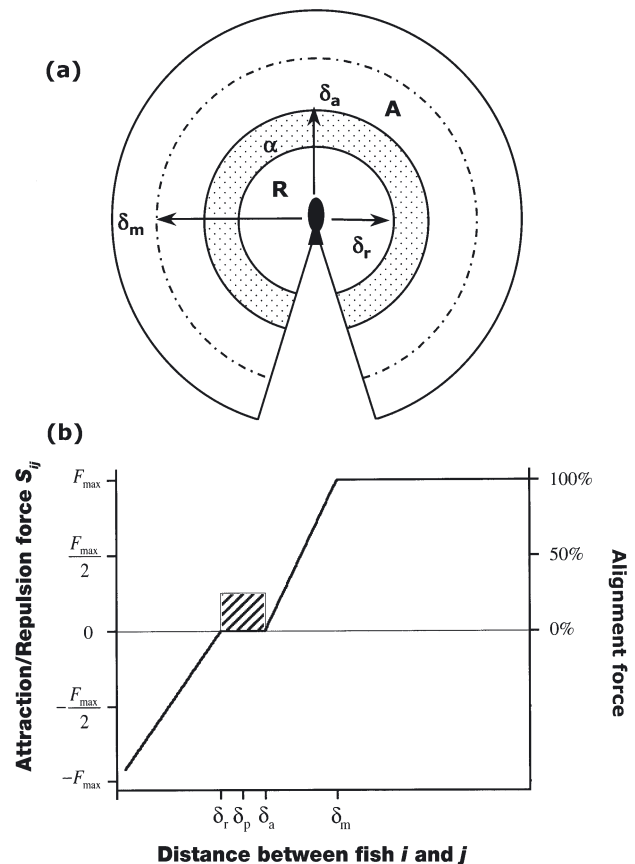 (a)
δa
A
α
R
δm
δr
(b)
Attraction/Repulsion force Sij
Fmax
Fmax
2
0
−Fmax
2
−Fmax
100%
50%
0%
Alignment force
δr δp δa δm
Distance between fish i and j